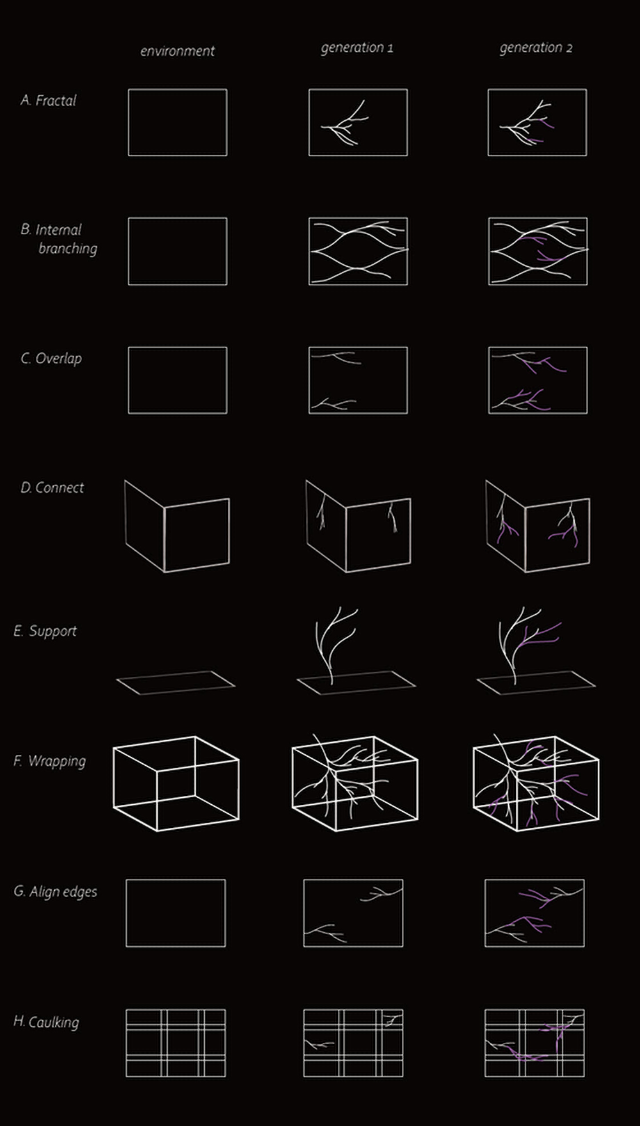 environment generation 1 generation 2
A. Fractal
B. Internal
branching
C. Overlap
D. Connect
E. Support
F. Wrapping
G. Align edges
H. Caulking